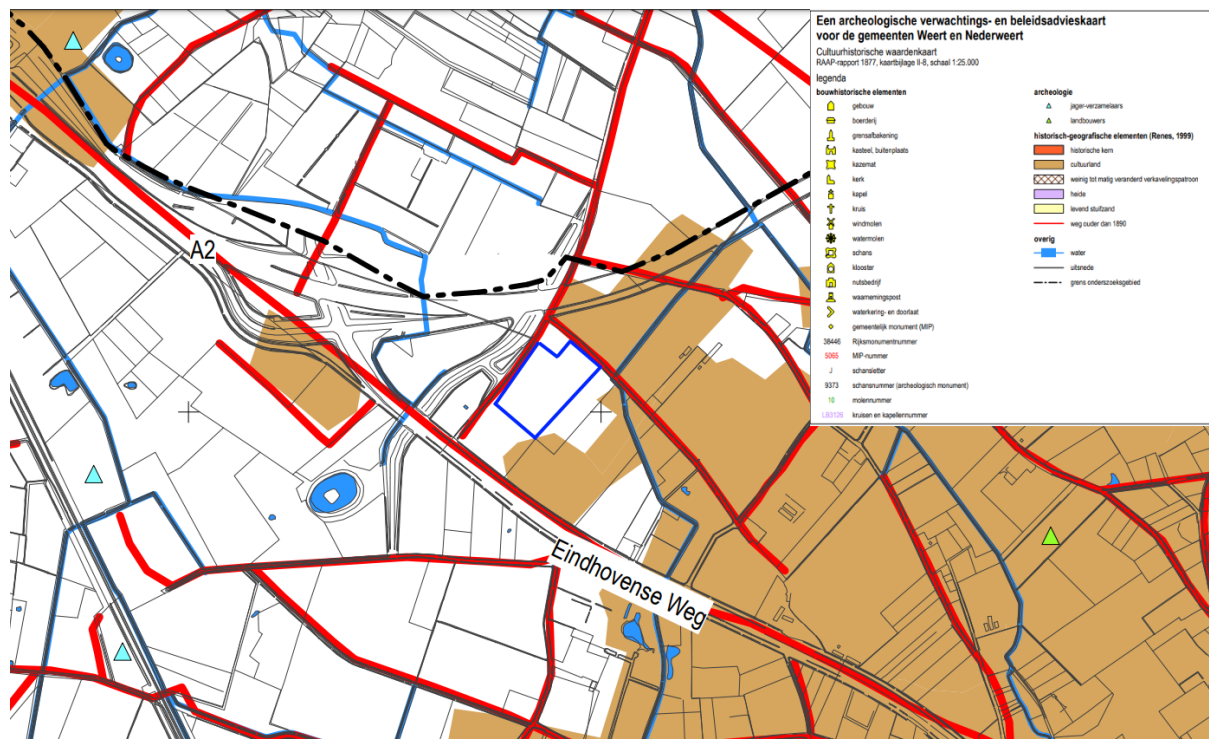 Een archeologische verwachtings- en beleidsadvieskaart
voor de gemeenten Weert en Nederweert
Cultuurhistorische waardenkaart
RAAP-rapport 1877, kaartbijlage II-8, schaal 1:25.000
legenda
bouwhistorische elementen
gebouw
boerderij
grensafbakening
kasteel, buitenplaats
kazemat
kerk
kapel
kruis
windmolen
watermolen
schans
klooster
nutsbedrijf
waarnemingspost
waterkering- en doorlaat
gemeentelijk monument (MIP)
38446 Rijksmonumentnummer
5065 MIP-nummer
J schansletter
9373 schansnummer (archeologisch monument)
10 molennummer
LB3126 kruisen en kapellennummer
archeologie
jager-verzamelaars
landbouwers
historisch-geografische elementen (Renes, 1999)
historische kern
cultuurland
weinig tot matig veranderd verkavelingspatroon
heide
levend stuifzand
weg ouder dan 1890
overig
water
uitsnede
grens onderszoeksgebied
A2
Eindhovense Weg